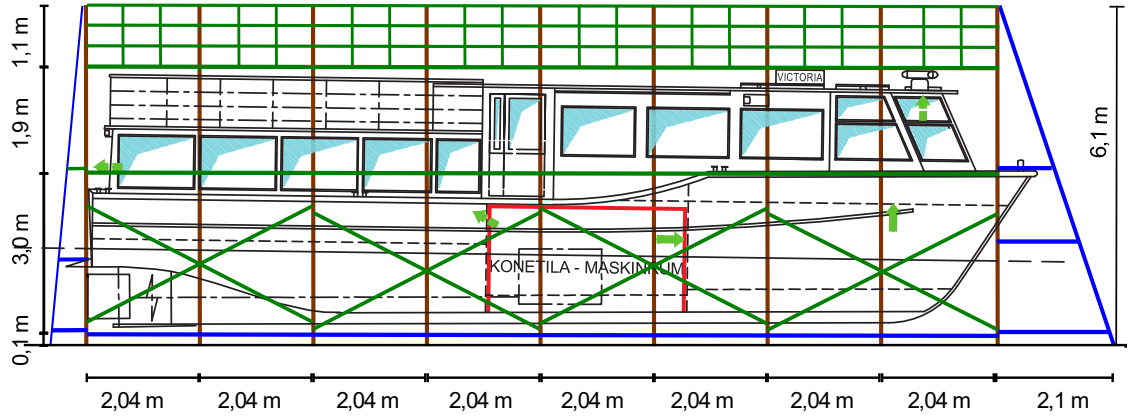 1,1 m
1,9 m
3,0 m
0,1 m
VICTORIA
KONETILA - MASKINRUM
6,1 m
2,04 m 2,04 m 2,04 m 2,04 m 2,04 m 2,04 m 2,04 m 2,04 m 2,1 m